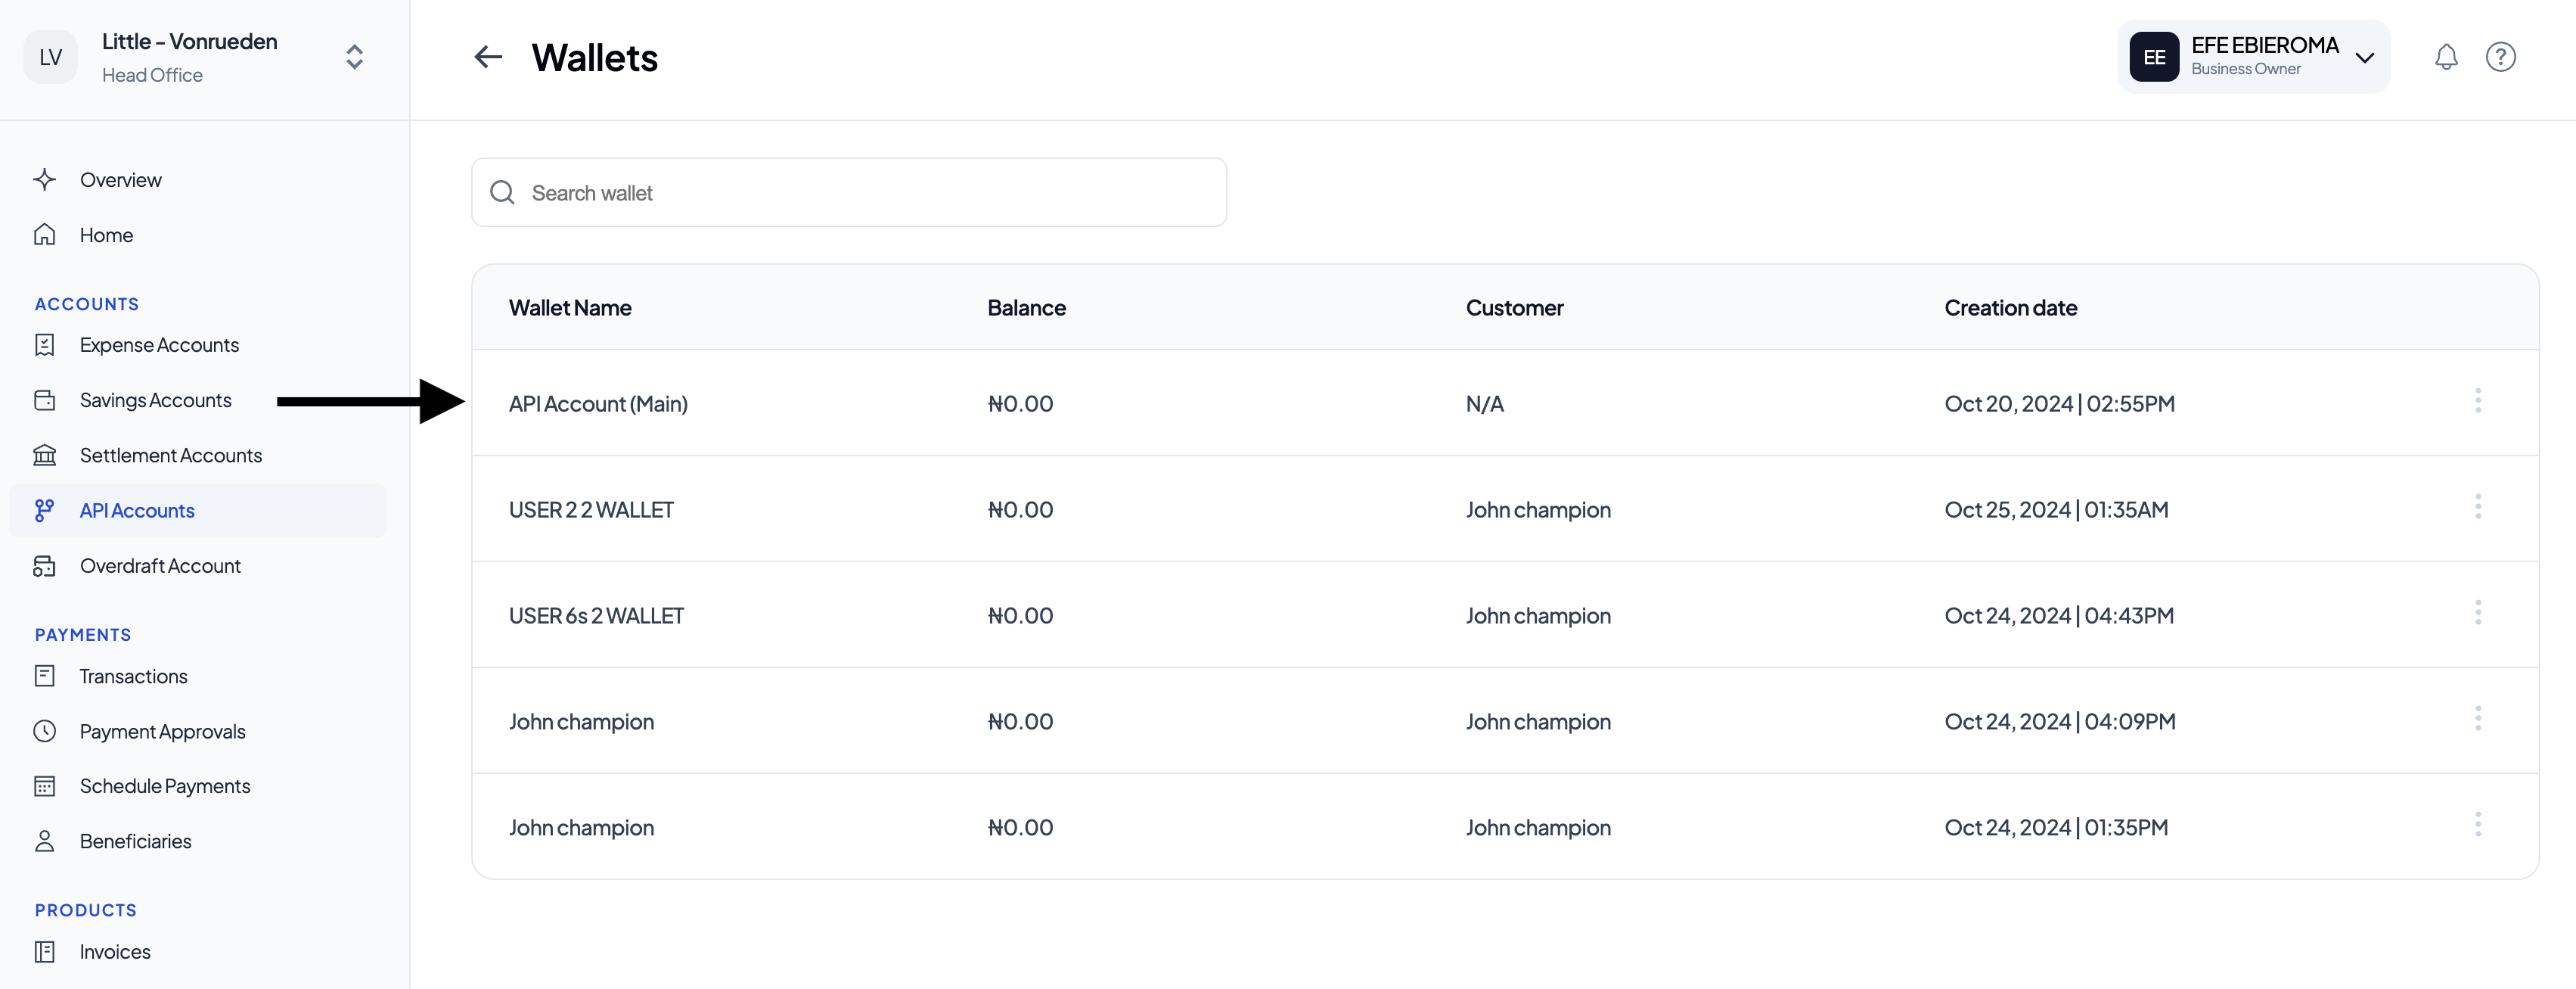 LV
Little - Vonrueden
Head Office
Wallets
EE
EFE EBIEROMA
Business Owner
Overview
Home
ACCOUNTS
Expense Accounts
Savings Accounts
Settlement Accounts
API Accounts
Overdraft Account
PAYMENTS
Transactions
Payment Approvals
Schedule Payments
Beneficiaries
PRODUCTS
Invoices
Search wallet
Wallet Name Balance Customer Creation date
API Account (Main) ₦0.00 N/A Oct 20, 2024 | 02:55PM
USER 2 2 WALLET ₦0.00 John champion Oct 25, 2024 | 01:35AM
USER 6s 2 WALLET ₦0.00 John champion Oct 24, 2024 | 04:43PM
John champion ₦0.00 John champion Oct 24, 2024 | 04:09PM
John champion ₦0.00 John champion Oct 24, 2024 | 01:35PM